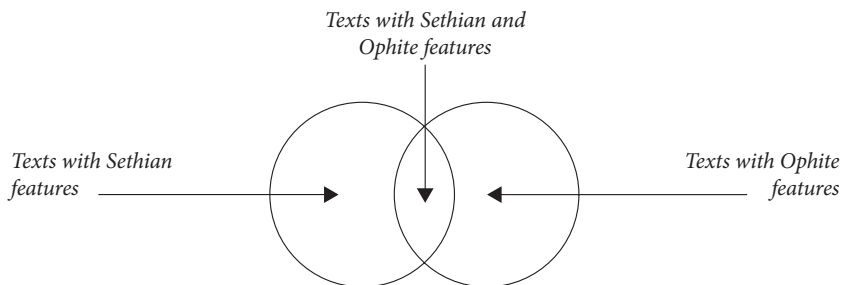 Texts with Sethian and
Ophite features
Texts with Sethian
features
Texts with Ophite
features